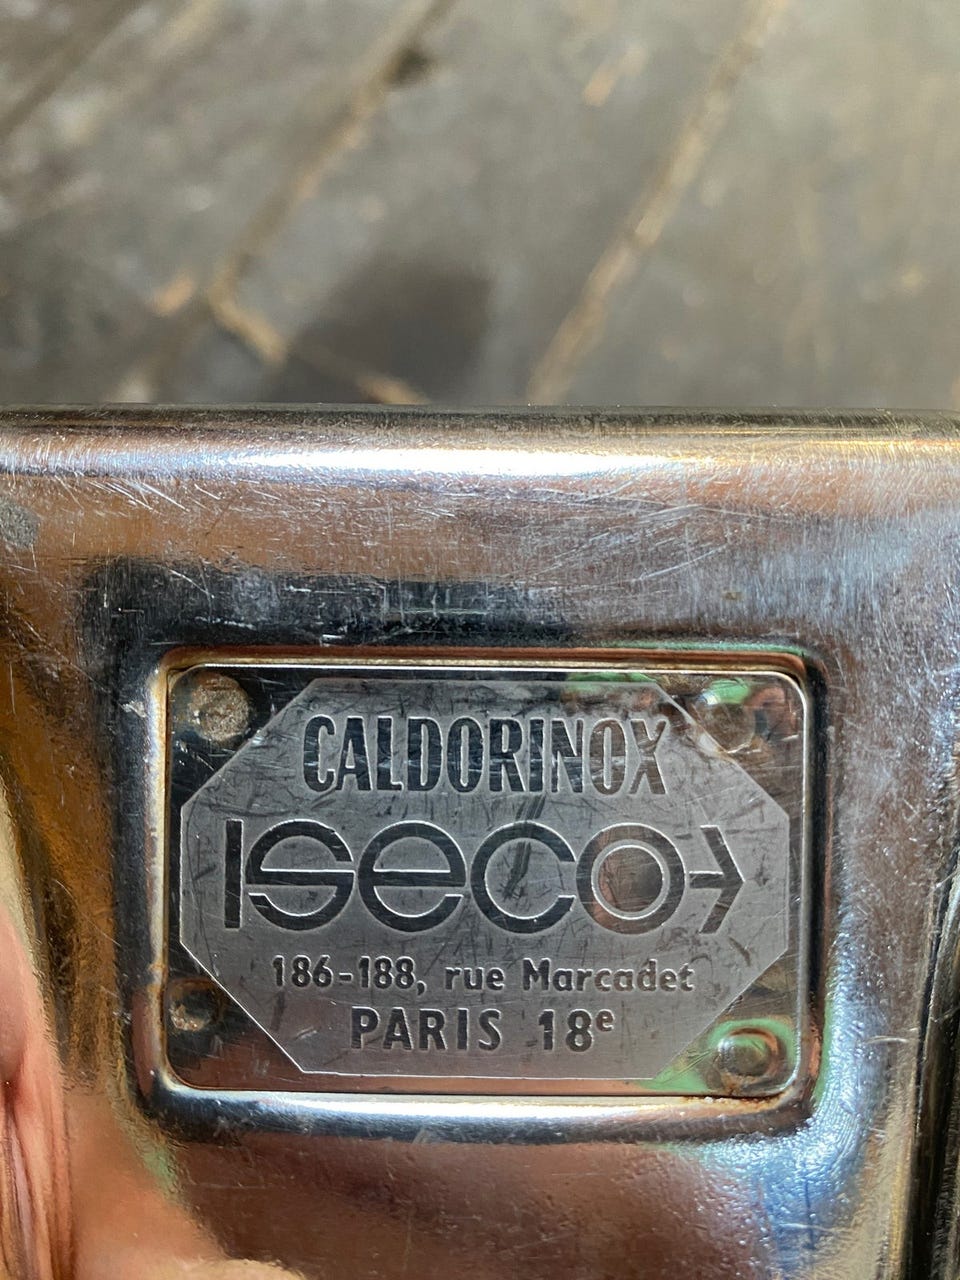 CALDORINOX
ISECO
186-188, rue Marcadet
PARIS 18e